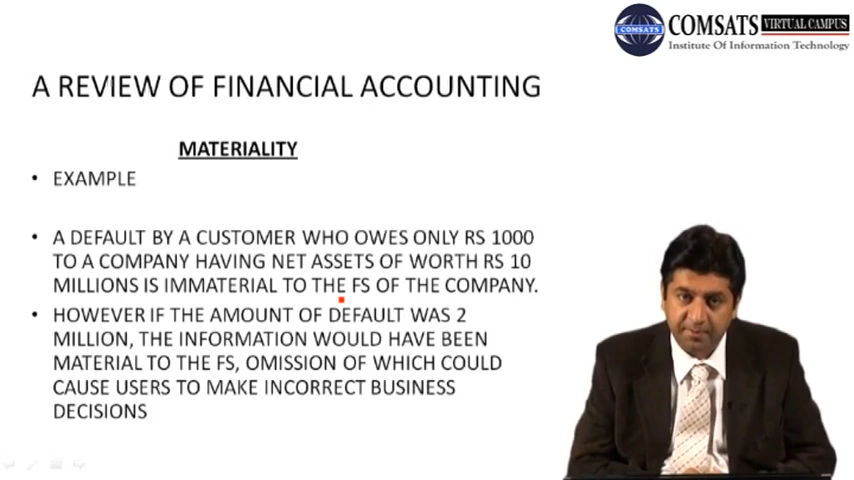 COMSATS VIRTUAL CAMPUS
COMSATS
Institute Of Information Technology
A REVIEW OF FINANCIAL ACCOUNTING
MATERIALITY
• EXAMPLE
• A DEFAULT BY A CUSTOMER WHO OWES ONLY RS 1000
TO A COMPANY HAVING NET ASSETS OF WORTH RS 10
MILLIONS IS IMMATERIAL TO THE FS OF THE COMPANY.
• HOWEVER IF THE AMOUNT OF DEFAULT WAS 2
MILLION, THE INFORMATION WOULD HAVE BEEN
MATERIAL TO THE FS, OMISSION OF WHICH COULD
CAUSE USERS TO MAKE INCORRECT BUSINESS
DECISIONS